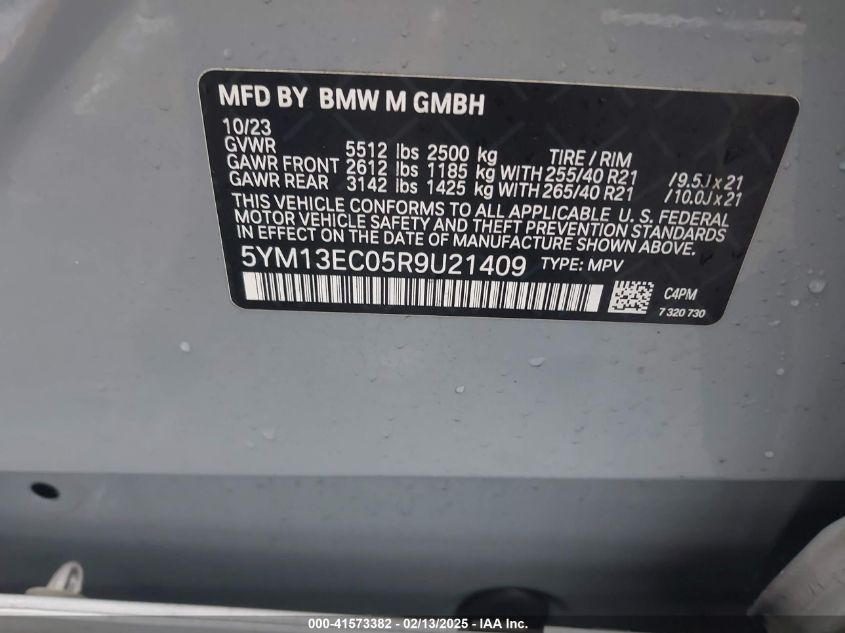 MFD BY BMW M GMBH
10/23
GVWR 5512 lbs 2500 kg TIRE / RIM
GAWR FRONT 2612 lbs 1185 kg WITH 255/40 R21 /9.5J x 21
GAWR REAR 3142 lbs 1425 kg WITH 265/40 R21 /10.0J x 21
THIS VEHICLE CONFORMS TO ALL APPLICABLE U. S. FEDERAL
MOTOR VEHICLE SAFETY AND THEFT PREVENTION STANDARDS
IN EFFECT ON THE DATE OF MANUFACTURE SHOWN ABOVE.
5YM13EC05R9U21409 TYPE: MPV
C4PM
7 320 730
000-41573382 - 02/13/2025 - IAA Inc.